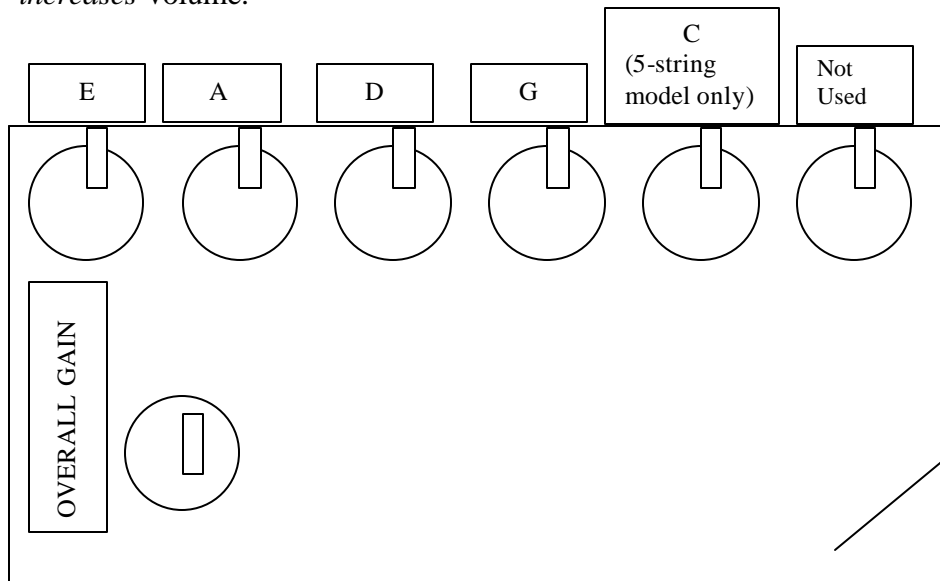 increases volume.
E
A
D
G
C
(5-string
model only)
Not
Used
OVERALL GAIN